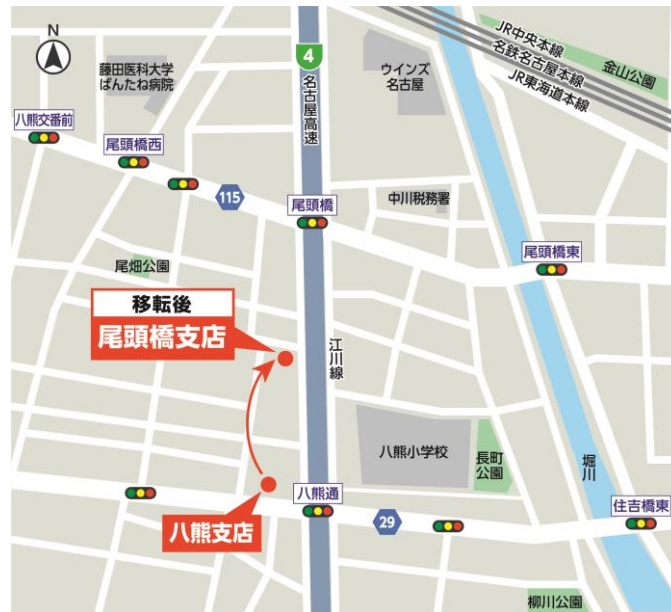 N
藤田医科大学
ばんたね病院
4
名古屋高速
ウインズ
名古屋
JR中央本線
名鉄名古屋本線
JR東海道本線
金山公園
八熊交番前
尾頭橋西
115
尾頭橋
中川税務署
尾頭橋東
尾畑公園
移転後
尾頭橋支店
江川線
八熊小学校
長町
公園
堀川
八熊通
八熊支店
29
住吉橋東
柳川公園